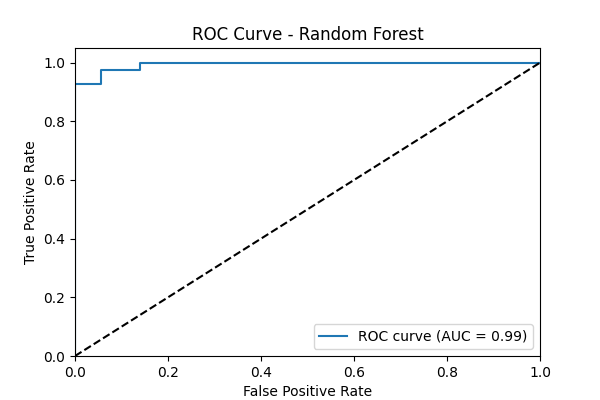 ROC Curve - Random Forest
1.0
0.8
0.6
0.4
0.2
0.0
True Positive Rate
ROC curve (AUC = 0.99)
0.0 0.2 0.4 0.6 0.8 1.0
False Positive Rate